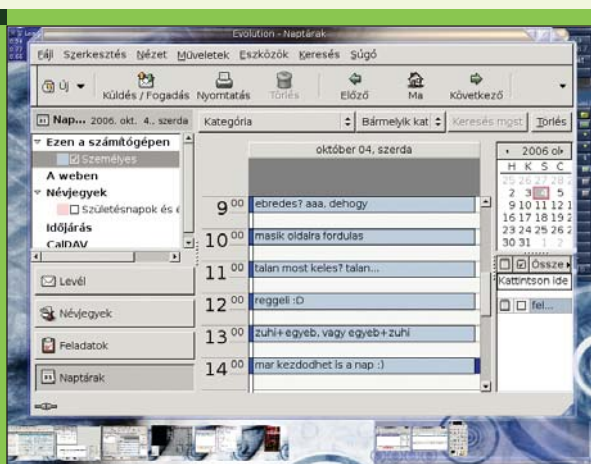 Evolution - Naptárak
Fájl Szerkesztés Nézet Műveletek Eszközök Keresés Súgó
Új Küldés / Fogadás Nyomtatás Törlés Előző Ma Következő
Nap... 2006. okt. 4., szerda
Kategória Bármelyik kat Keresés most Törlés
Ezen a számítógépen
Személyes
A weben
Névjegyek
Születésnapok és é
Időjárás
CalDAV
Levél
Névjegyek
Feladatok
Naptárak
október 04, szerda
9 00 ebredes? aaa, dehogy
10 00 masik oldalra fordulas
11 00 talan most keles? talan...
12 00 reggeli :D
13 00 zuhi+egyeb, vagy egyeb+zuhi
14 00 mar kezdodhet is a nap :)
2006 ok
H K S C
25 26 27 28 2
2 3 4 5
9 10 11 12 1
16 17 18 19 2
23 24 25 26 2
30 31 1 2
Össze
Kattintson ide
fel...